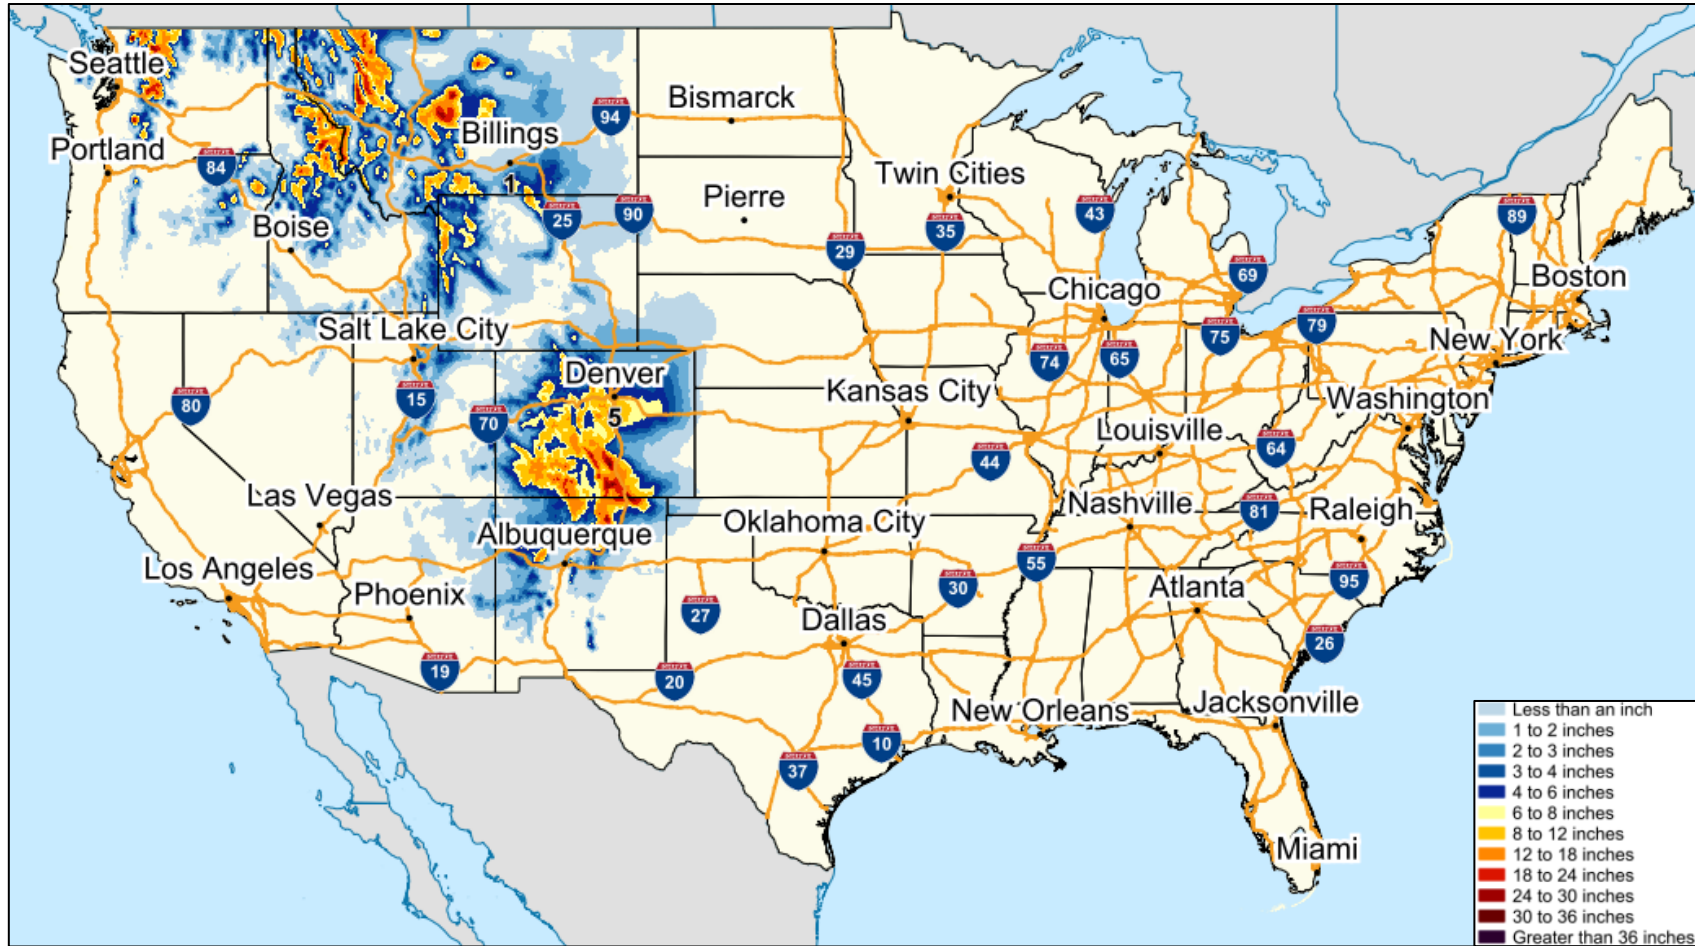 Seattle
Bismarck
94
Billings
Portland
84
Twin Cities
1
Pierre
25
90
43
89
Boise
35
29
69
Boston
Chicago
Salt Lake City
79
75
New York
74
65
Denver
Kansas City
15
Washington
80
5
70
Louisville
64
44
Las Vegas
Nashville
81
Raleigh
Oklahoma City
Albuquerque
55
Los Angeles
95
Phoenix
30
Atlanta
27
Dallas
26
19
20
45
New Orleans
Jacksonville
10
37
Miami
Less than an inch
1 to 2 inches
2 to 3 inches
3 to 4 inches
4 to 6 inches
6 to 8 inches
8 to 12 inches
12 to 18 inches
18 to 24 inches
24 to 30 inches
30 to 36 inches
Greater than 36 inches